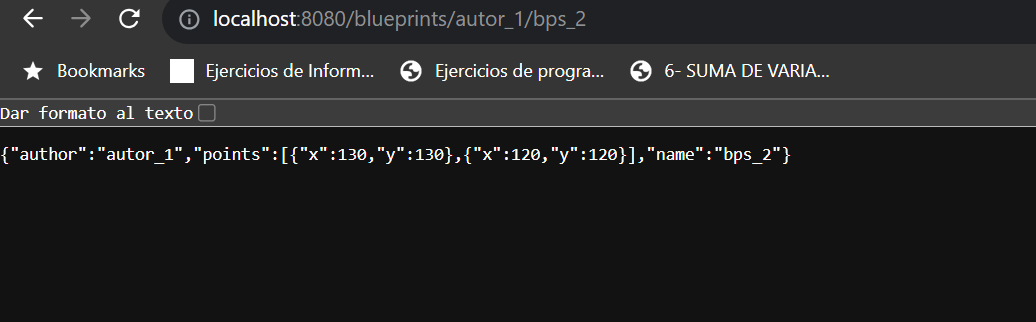 localhost:8080/blueprints/autor_1/bps_2
Bookmarks Ejercicios de Inform... Ejercicios de progra... 6- SUMA DE VARIA...
Dar formato al texto
{"author":"autor_1","points":[{"x":130,"y":130},{"x":120,"y":120}],"name":"bps_2"}